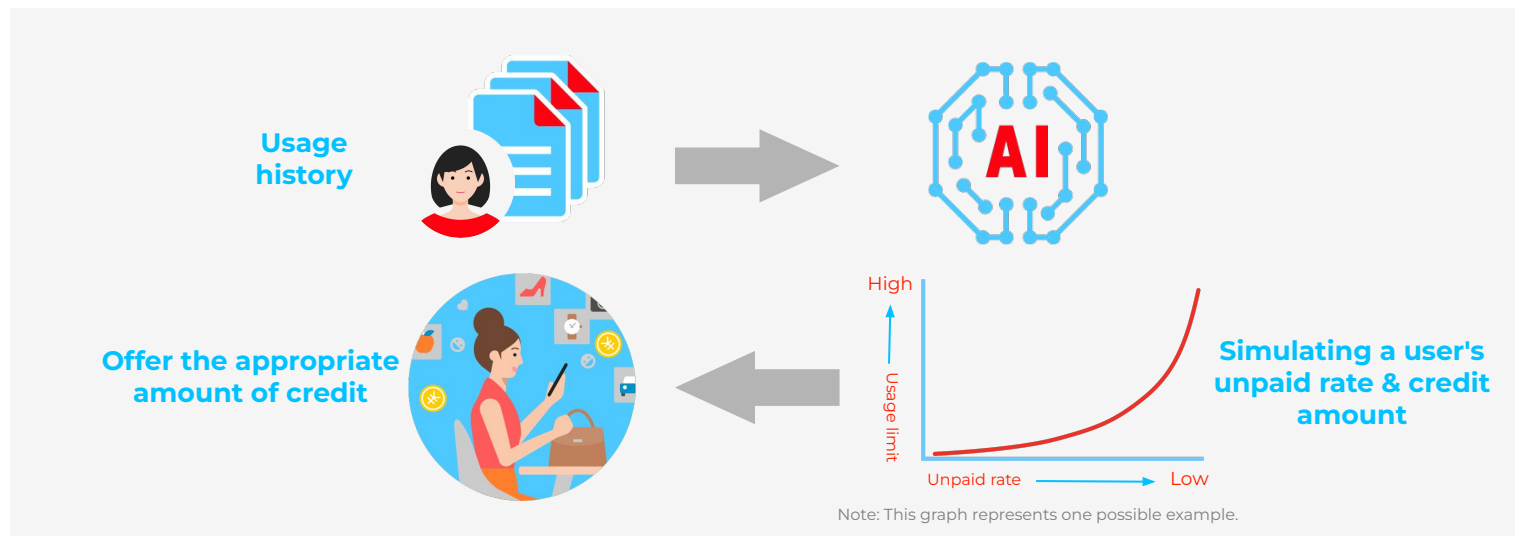 Usage
history
AI
Offer the appropriate
amount of credit
High
Usage limit
Unpaid rate
Low
Simulating a user's
unpaid rate & credit
amount
Note: This graph represents one possible example.